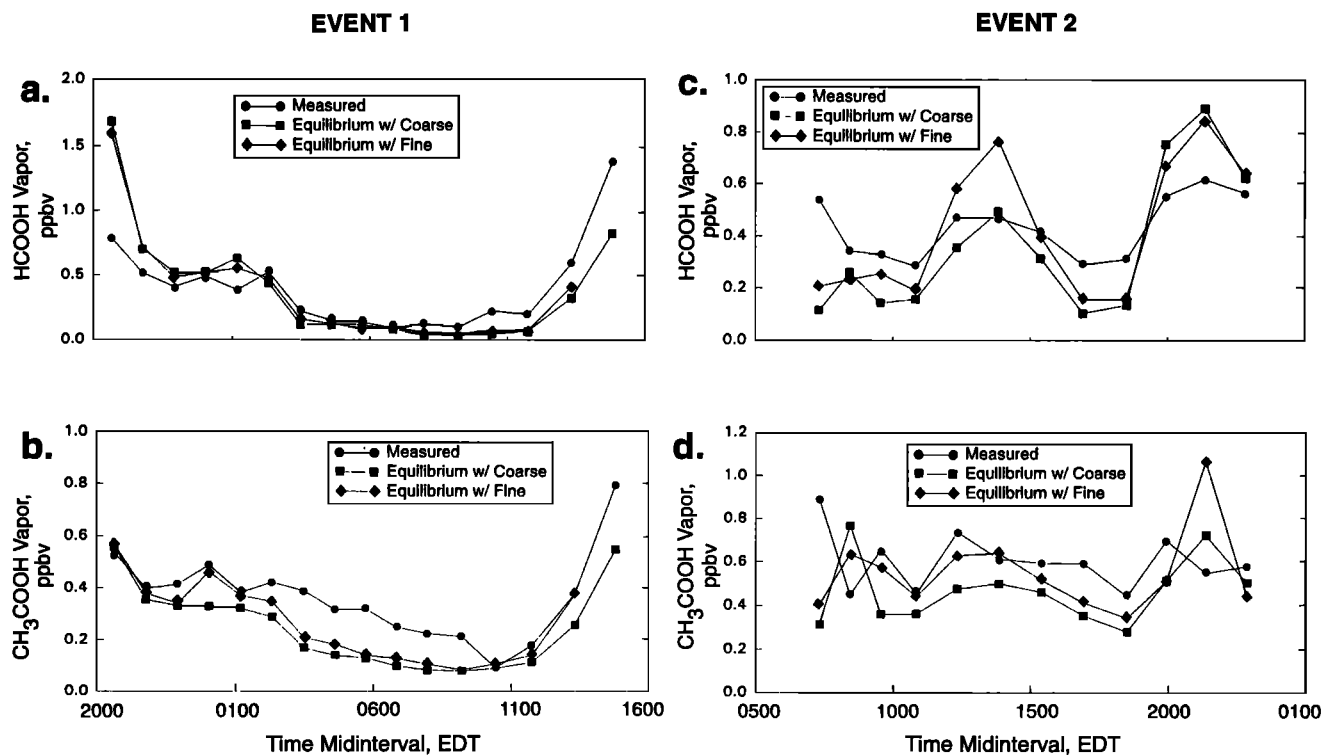 EVENT 1
EVENT 2
a.
HCOOH Vapor,
ppbv
2.0
1.5
1.0
0.5
0.0
Measured
Equilibrium w/ Coarse
Equilibrium w/ Fine
c.
HCOOH Vapor,
ppbv
1.0
0.8
0.6
0.4
0.2
0.0
Measured
Equilibrium w/ Coarse
Equilibrium w/ Fine
b.
CH3COOH Vapor,
ppbv
1.0
0.8
0.6
0.4
0.2
0.0
Measured
Equilibrium w/ Coarse
Equilibrium w/ Fine
2000 0100 0600 1100 1600
Time Midinterval, EDT
d.
CH3COOH Vapor,
ppbv
1.2
1.0
0.8
0.6
0.4
0.2
0.0
Measured
Equilibrium w/ Coarse
Equilibrium w/ Fine
0500 1000 1500 2000 0100
Time Midinterval, EDT